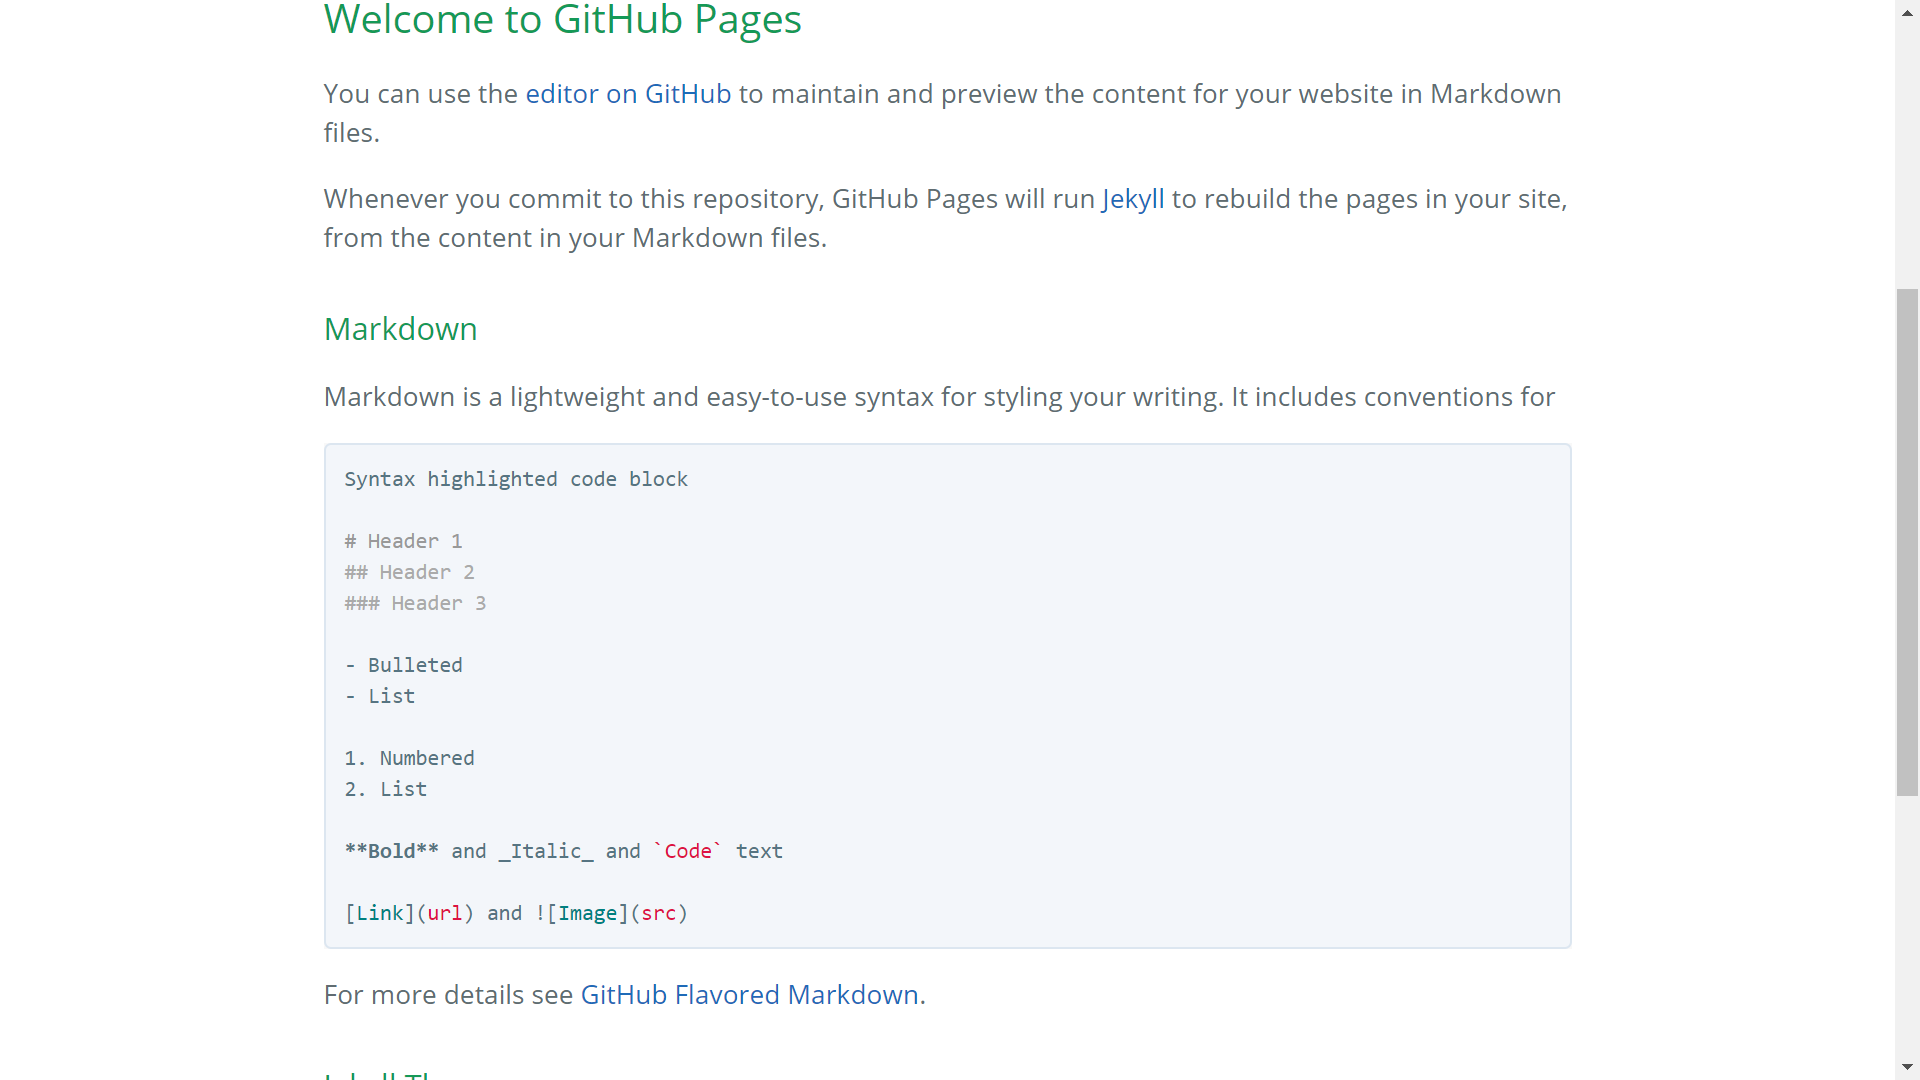 Welcome to GitHub Pages
You can use the editor on GitHub to maintain and preview the content for your website in Markdown
files.
Whenever you commit to this repository, GitHub Pages will run Jekyll to rebuild the pages in your site,
from the content in your Markdown files.
Markdown
Markdown is a lightweight and easy-to-use syntax for styling your writing. It includes conventions for
Syntax highlighted code block
# Header 1
## Header 2
### Header 3
- Bulleted
- List
1. Numbered
2. List
**Bold** and _Italic_ and `Code` text
[Link](url) and ![Image](src)
For more details see GitHub Flavored Markdown.